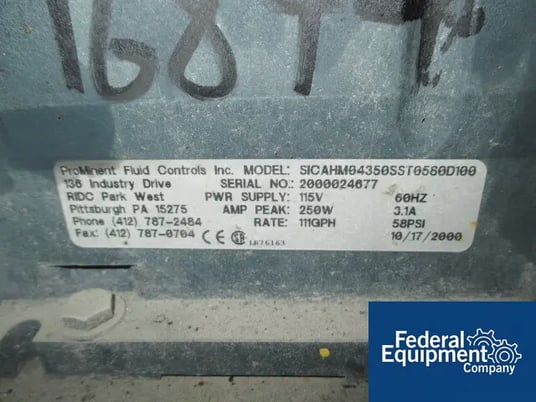 16844
ProMinent Fluid Controls Inc. MODEL: SICAHM04350SST0560D100
136 Industry Drive SERIAL NO.: 2000024677
RIDC Park West PWR SUPPLY: 115V 60HZ
Pittsburgh PA 15275 AMP PEAK: 250W 3.1A
Phone (412) 787-2484 RATE: 111GPH 58PSI
Fax: (412) 787-0704 CE LR76163 10/17/2000
Federal
Equipment
Company